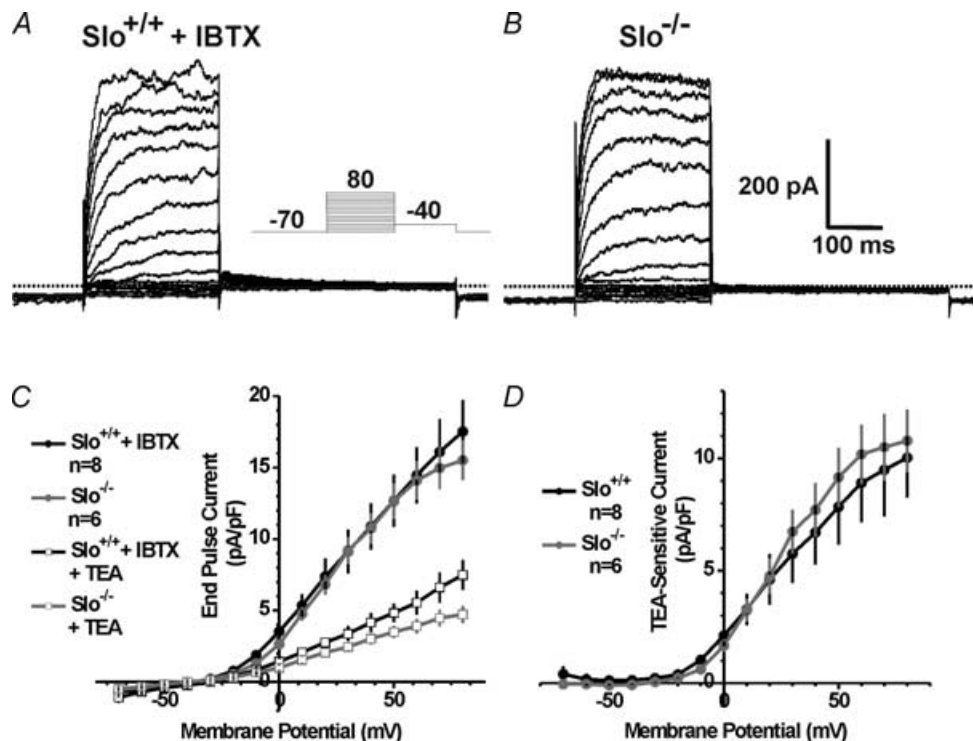 A
Slo+/+ + IBTX
80
-70
-40
B
Slo-/-
200 pA
100 ms
C
Slo+/+ + IBTX
n=8
Slo-/-
n=6
Slo+/+ + IBTX
+ TEA
Slo-/-
+ TEA
End Pulse Current
(pA/pF)
20
15
10
5
0
-50
50
Membrane Potential (mV)
D
Slo+/+
n=8
Slo-/-
n=6
TEA-Sensitive Current
(pA/pF)
10
5
0
-50
0
50
Membrane Potential (mV)